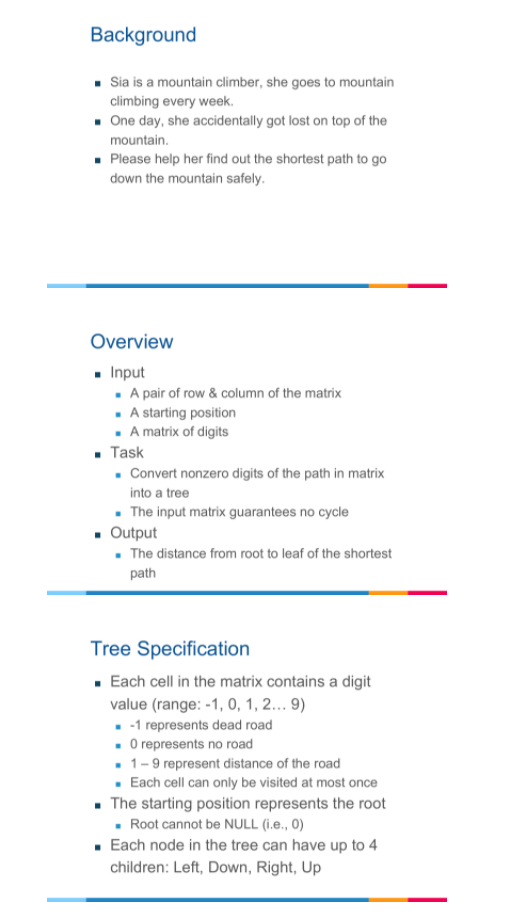 Background
▪ Sia is a mountain climber, she goes to mountain
climbing every week.
▪ One day, she accidentally got lost on top of the
mountain.
▪ Please help her find out the shortest path to go
down the mountain safely.
Overview
▪ Input
▪ A pair of row & column of the matrix
▪ A starting position
▪ A matrix of digits
▪ Task
▪ Convert nonzero digits of the path in matrix
into a tree
▪ The input matrix guarantees no cycle
▪ Output
▪ The distance from root to leaf of the shortest
path
Tree Specification
▪ Each cell in the matrix contains a digit
value (range: -1, 0, 1, 2... 9)
▪ -1 represents dead road
▪ 0 represents no road
▪ 1 – 9 represent distance of the road
▪ Each cell can only be visited at most once
▪ The starting position represents the root
▪ Root cannot be NULL (i.e., 0)
▪ Each node in the tree can have up to 4
children: Left, Down, Right, Up